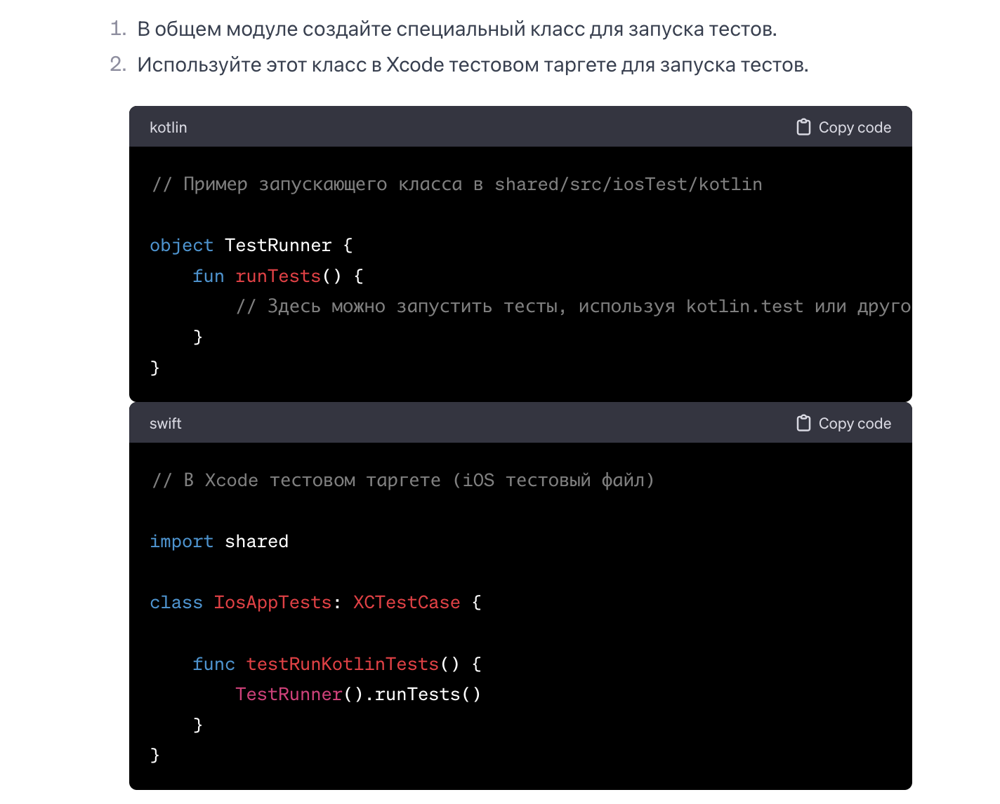 1. В общем модуле создайте специальный класс для запуска тестов.
2. Используйте этот класс в Xcode тестовом таргете для запуска тестов.
kotlin Copy code
// Пример запускающего класса в shared/src/iosTest/kotlin
object TestRunner {
    fun runTests() {
        // Здесь можно запустить тесты, используя kotlin.test или друго
    }
}
swift Copy code
// В Xcode тестовом таргете (iOS тестовый файл)
import shared
class IosAppTests: XCTestCase {
    func testRunKotlinTests() {
        TestRunner().runTests()
    }
}